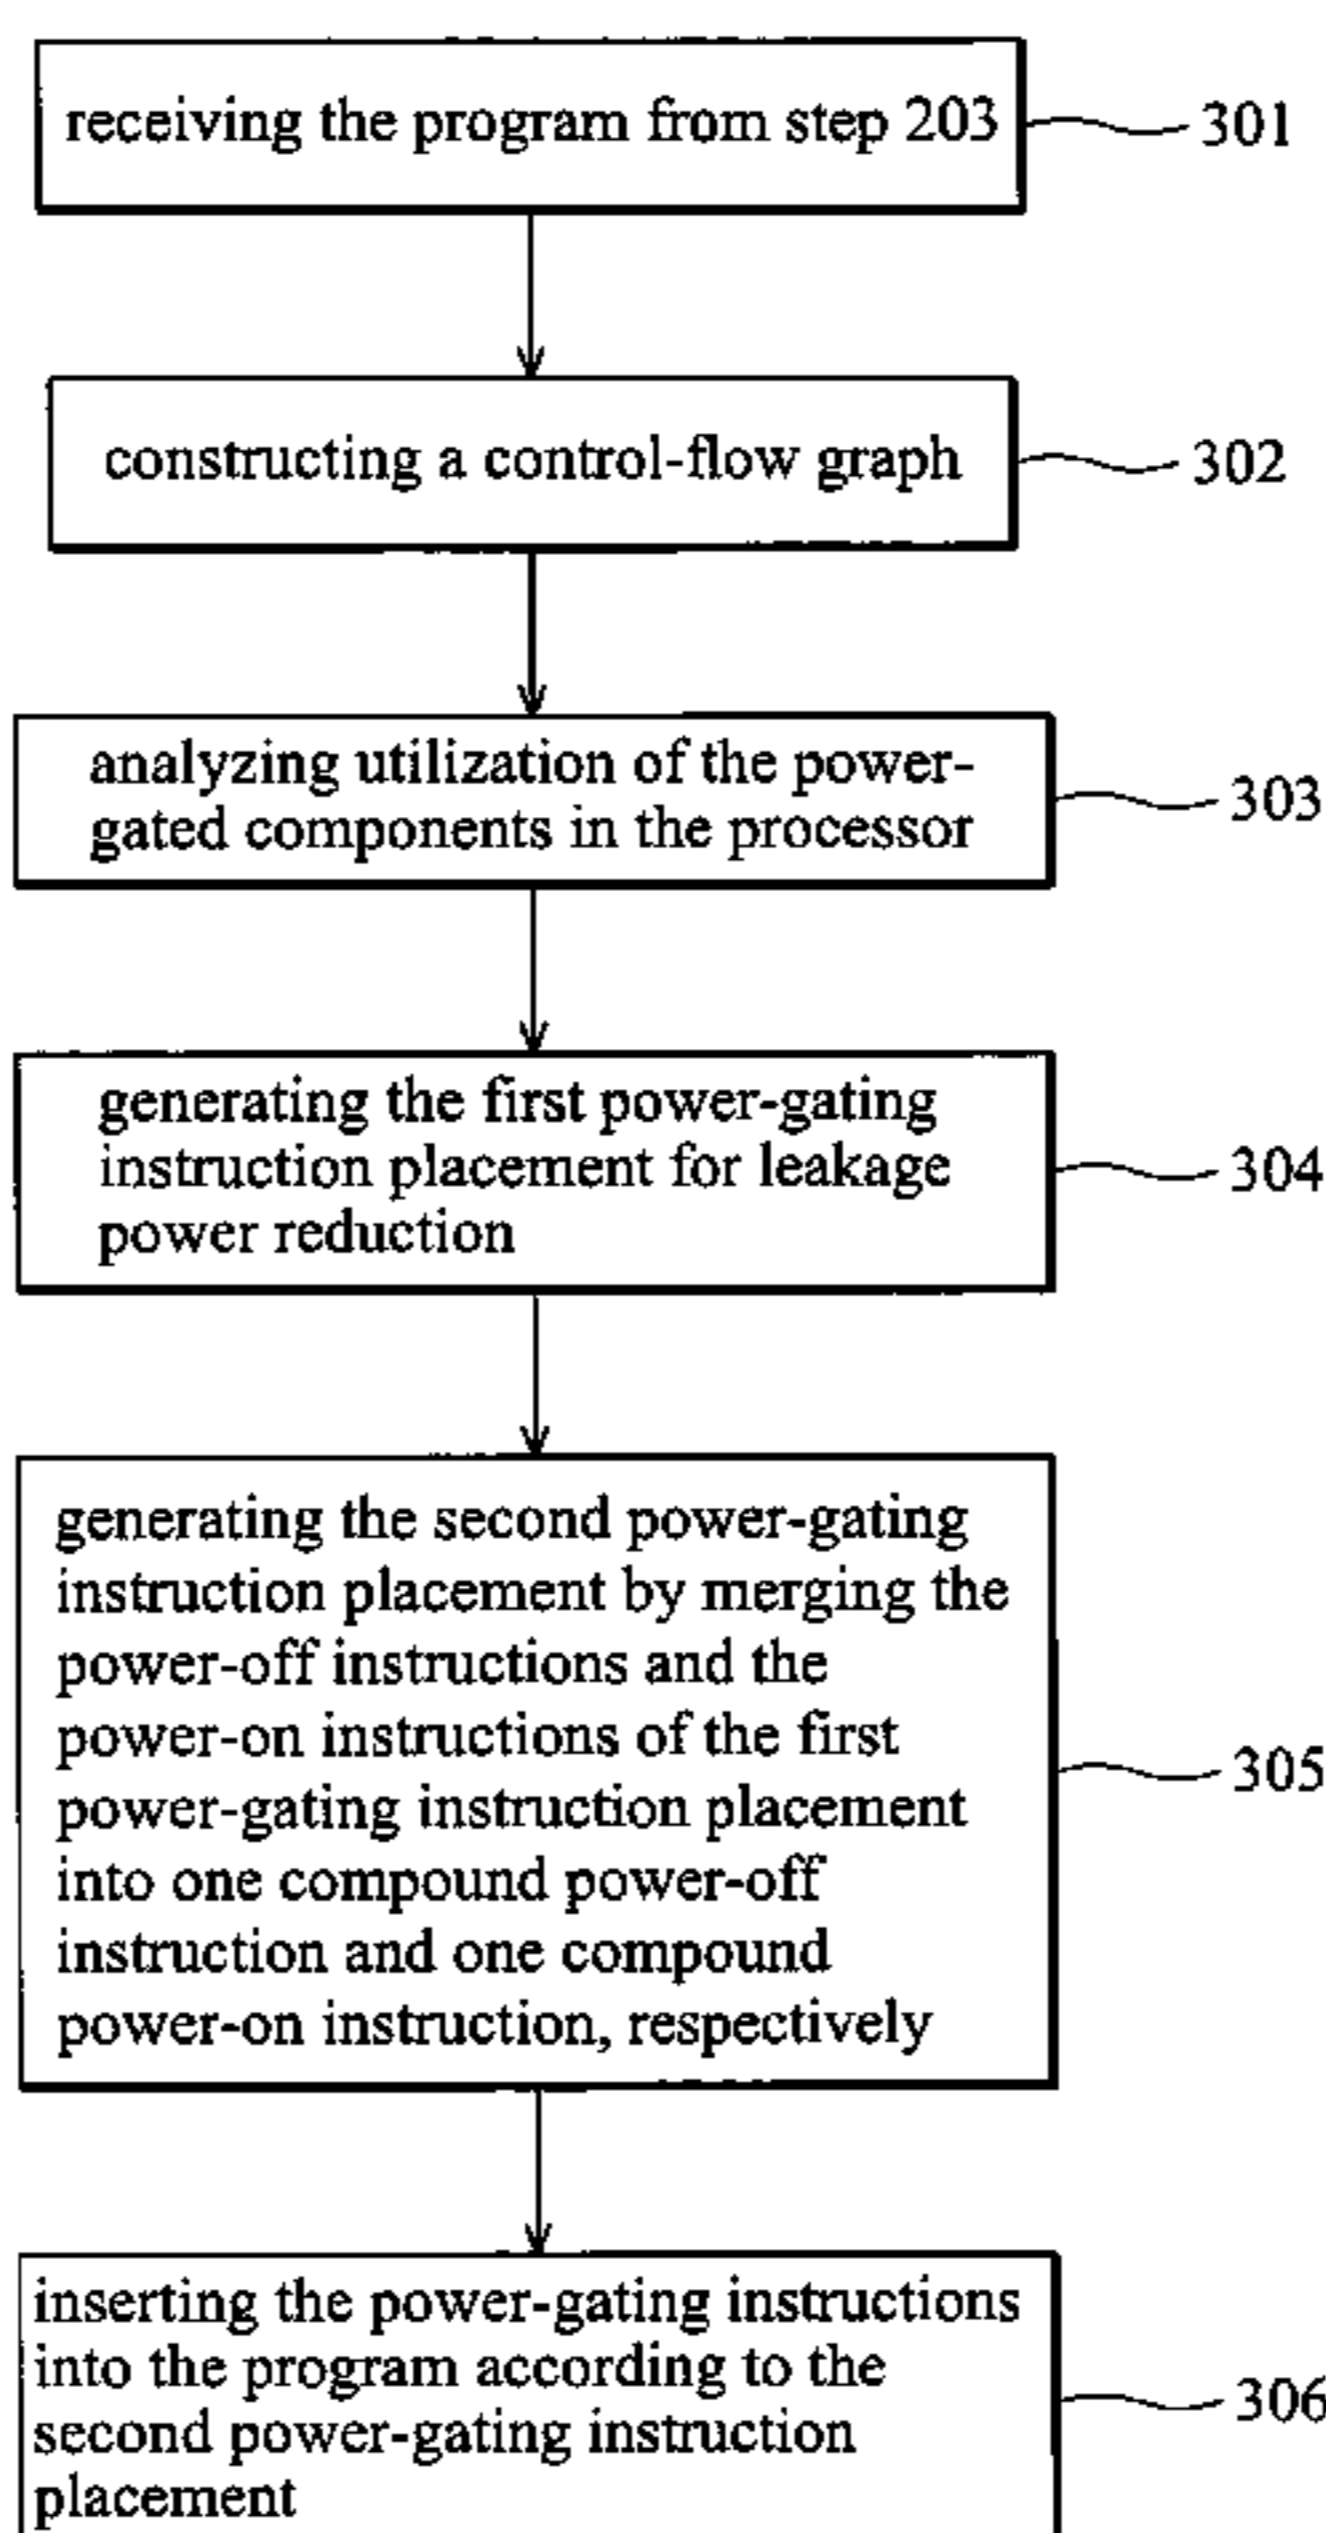 receiving the program from step 203
301
constructing a control-flow graph
302
analyzing utilization of the power-
gated components in the processor
303
generating the first power-gating
instruction placement for leakage
power reduction
304
generating the second power-gating
instruction placement by merging the
power-off instructions and the
power-on instructions of the first
power-gating instruction placement
into one compound power-off
instruction and one compound
power-on instruction, respectively
305
inserting the power-gating instructions
into the program according to the
second power-gating instruction
placement
306